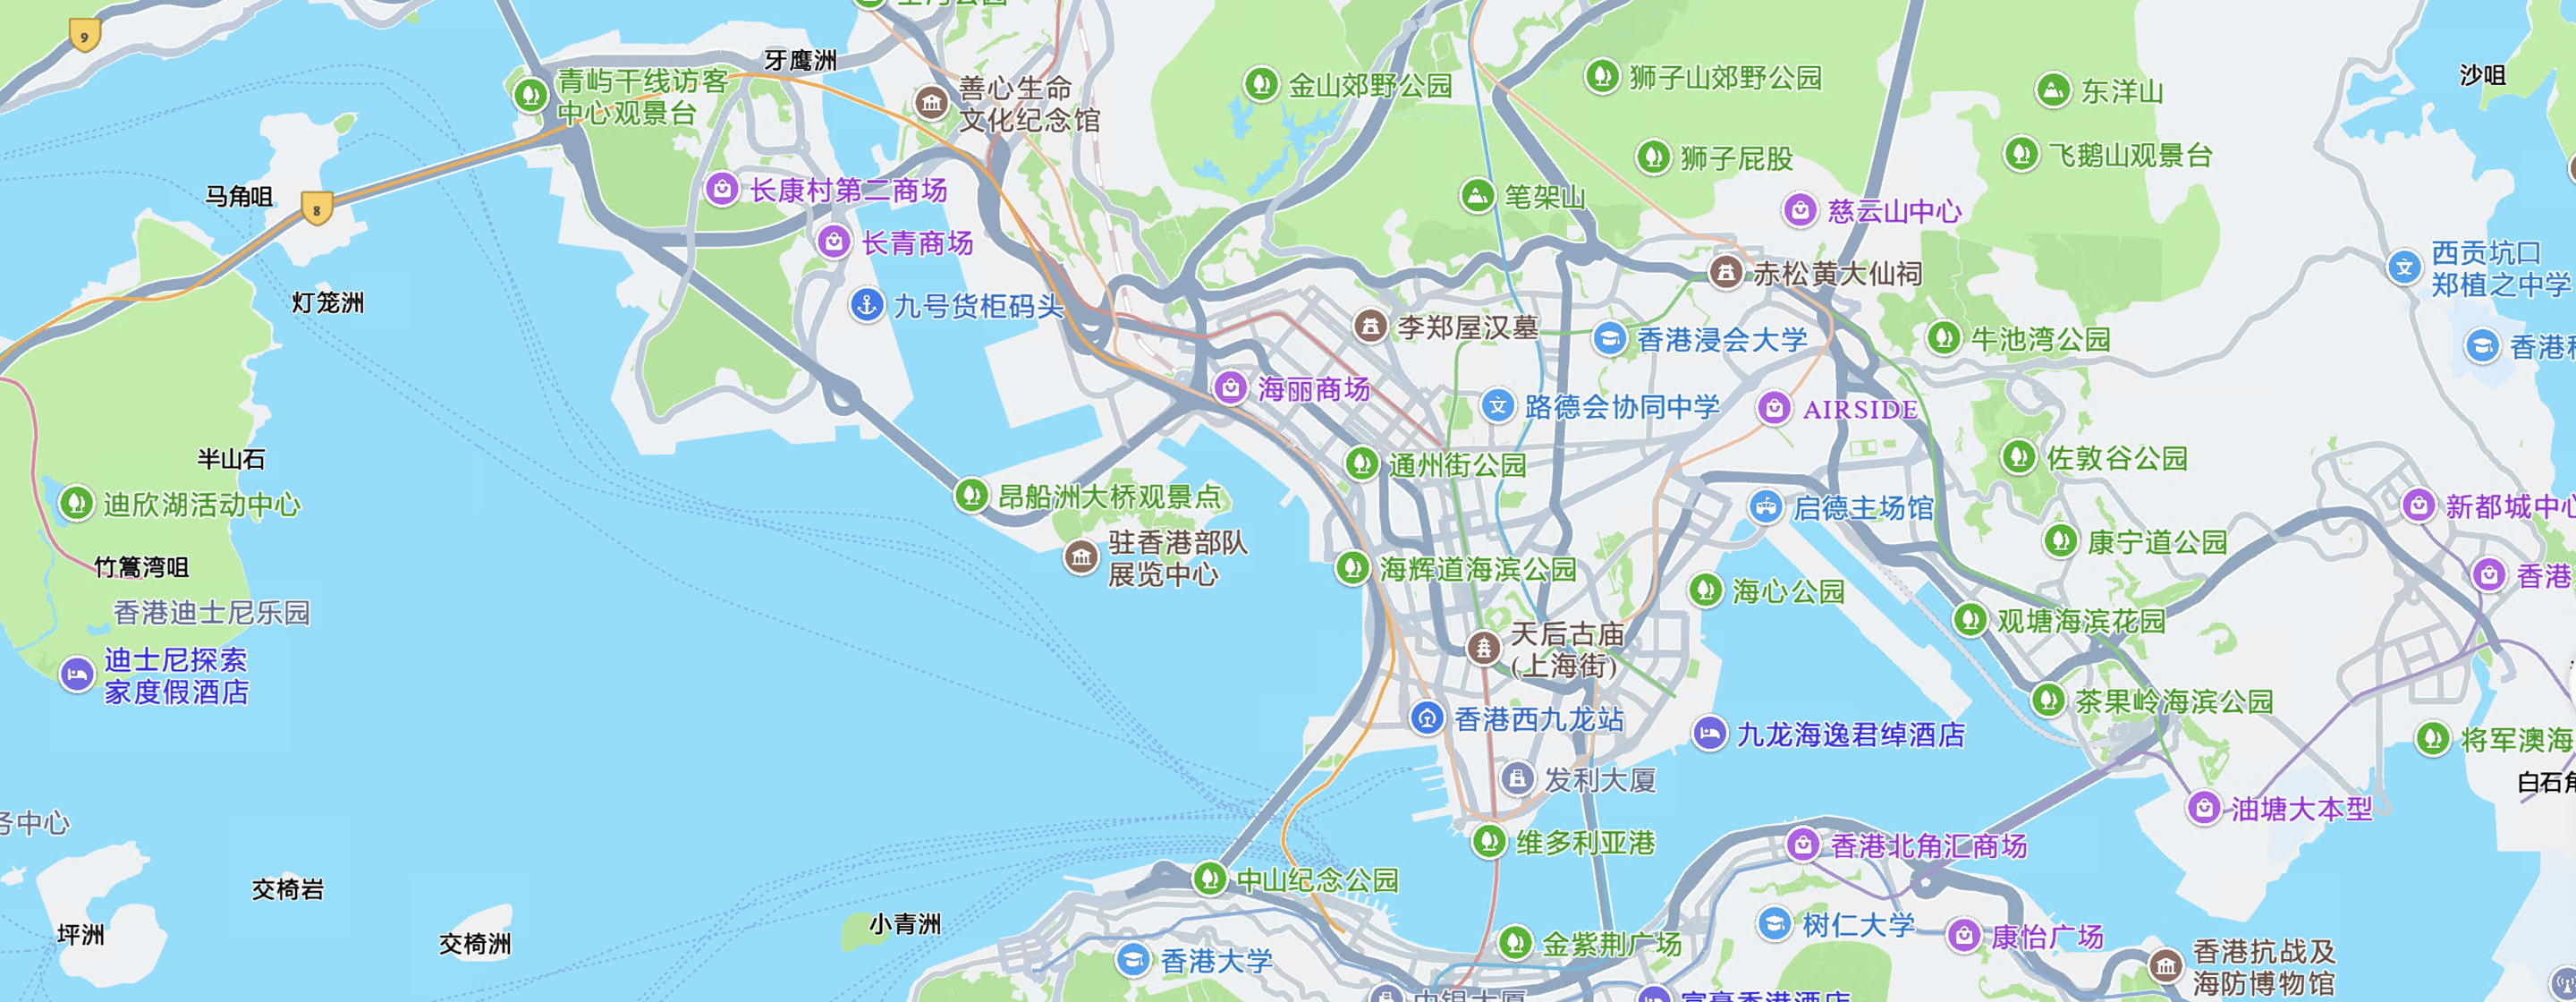 9
青屿干线访客
中心观景台
牙鹰洲
善心生命
文化纪念馆
金山郊野公园
狮子山郊野公园
东洋山
沙咀
狮子屁股
飞鹅山观景台
马角咀
8
长康村第二商场
笔架山
慈云山中心
长青商场
西贡坑口
郑植之中学
赤松黄大仙祠
灯笼洲
九号货柜码头
李郑屋汉墓
香港浸会大学
牛池湾公园
香港
海丽商场
路德会协同中学
AIRSIDE
半山石
通州街公园
佐敦谷公园
迪欣湖活动中心
昂船洲大桥观景点
启德主场馆
新都城中心
驻香港部队
展览中心
康宁道公园
竹篙湾咀
海辉道海滨公园
香港
海心公园
香港迪士尼乐园
观塘海滨花园
天后古庙
(上海街)
迪士尼探索
家度假酒店
茶果岭海滨公园
香港西九龙站
九龙海逸君绰酒店
将军澳海
发利大厦
白石角
油塘大本型
务中心
维多利亚港
香港北角汇商场
中山纪念公园
交椅岩
小青洲
树仁大学
坪洲
交椅洲
金紫荆广场
康怡广场
香港大学
香港抗战及
海防博物馆